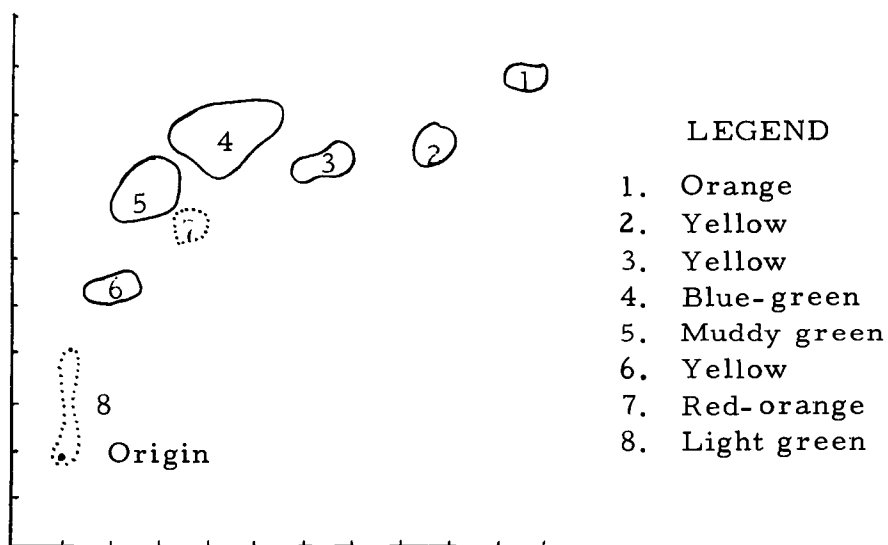 1
4
2
3
5
7
6
8
Origin
LEGEND
1. Orange
2. Yellow
3. Yellow
4. Blue-green
5. Muddy green
6. Yellow
7. Red-orange
8. Light green